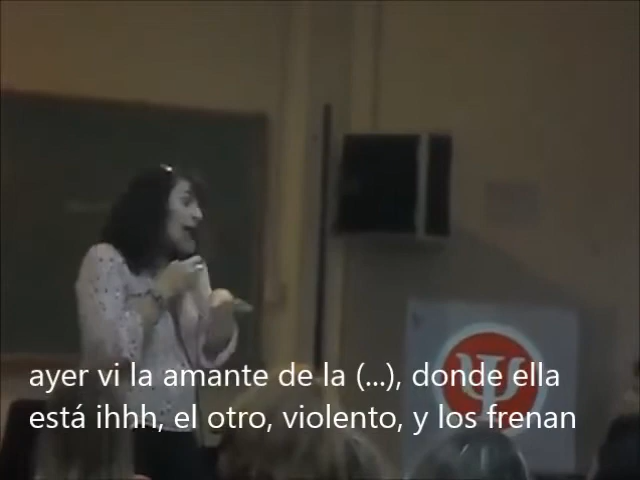 Ψ
ayer vi la amante de la (...), donde ella
está ihhh, el otro, violento, y los frenan